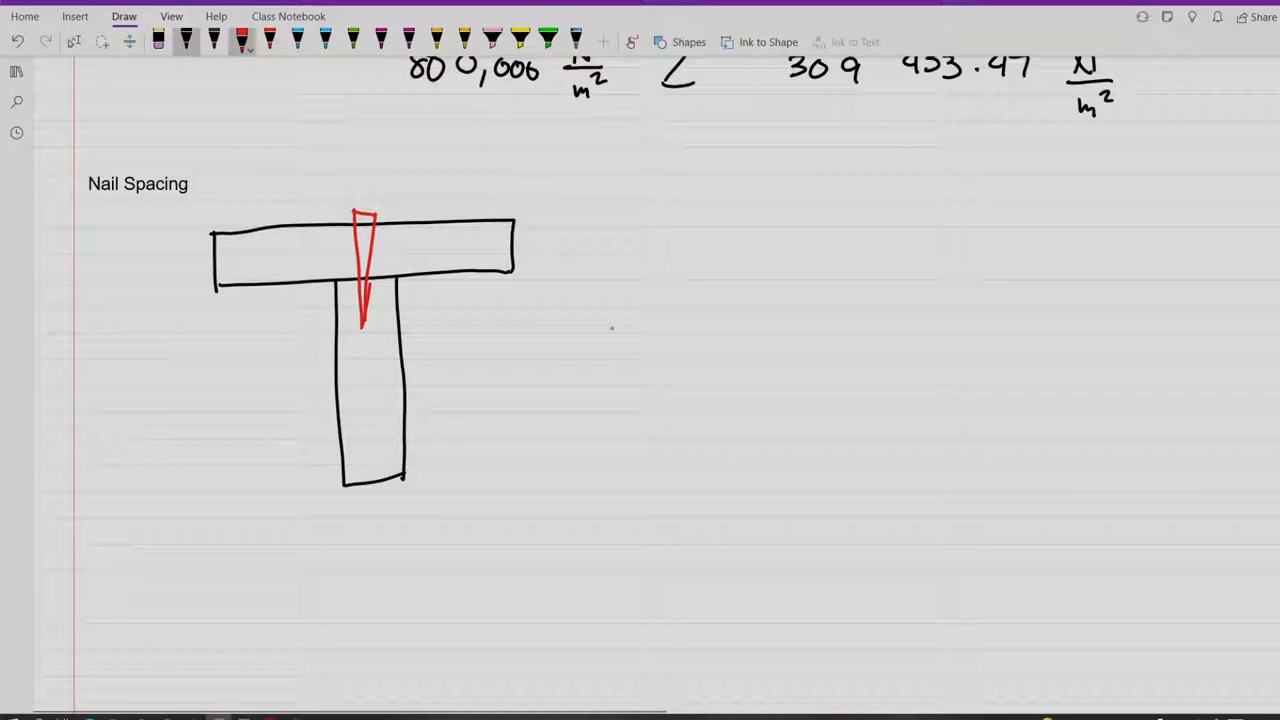 Home Insert Draw View Help Class Notebook Share
Shapes Ink to Shape Ink to Text
N N
800,000 m² ∠ 309 453.47 m²
Nail Spacing